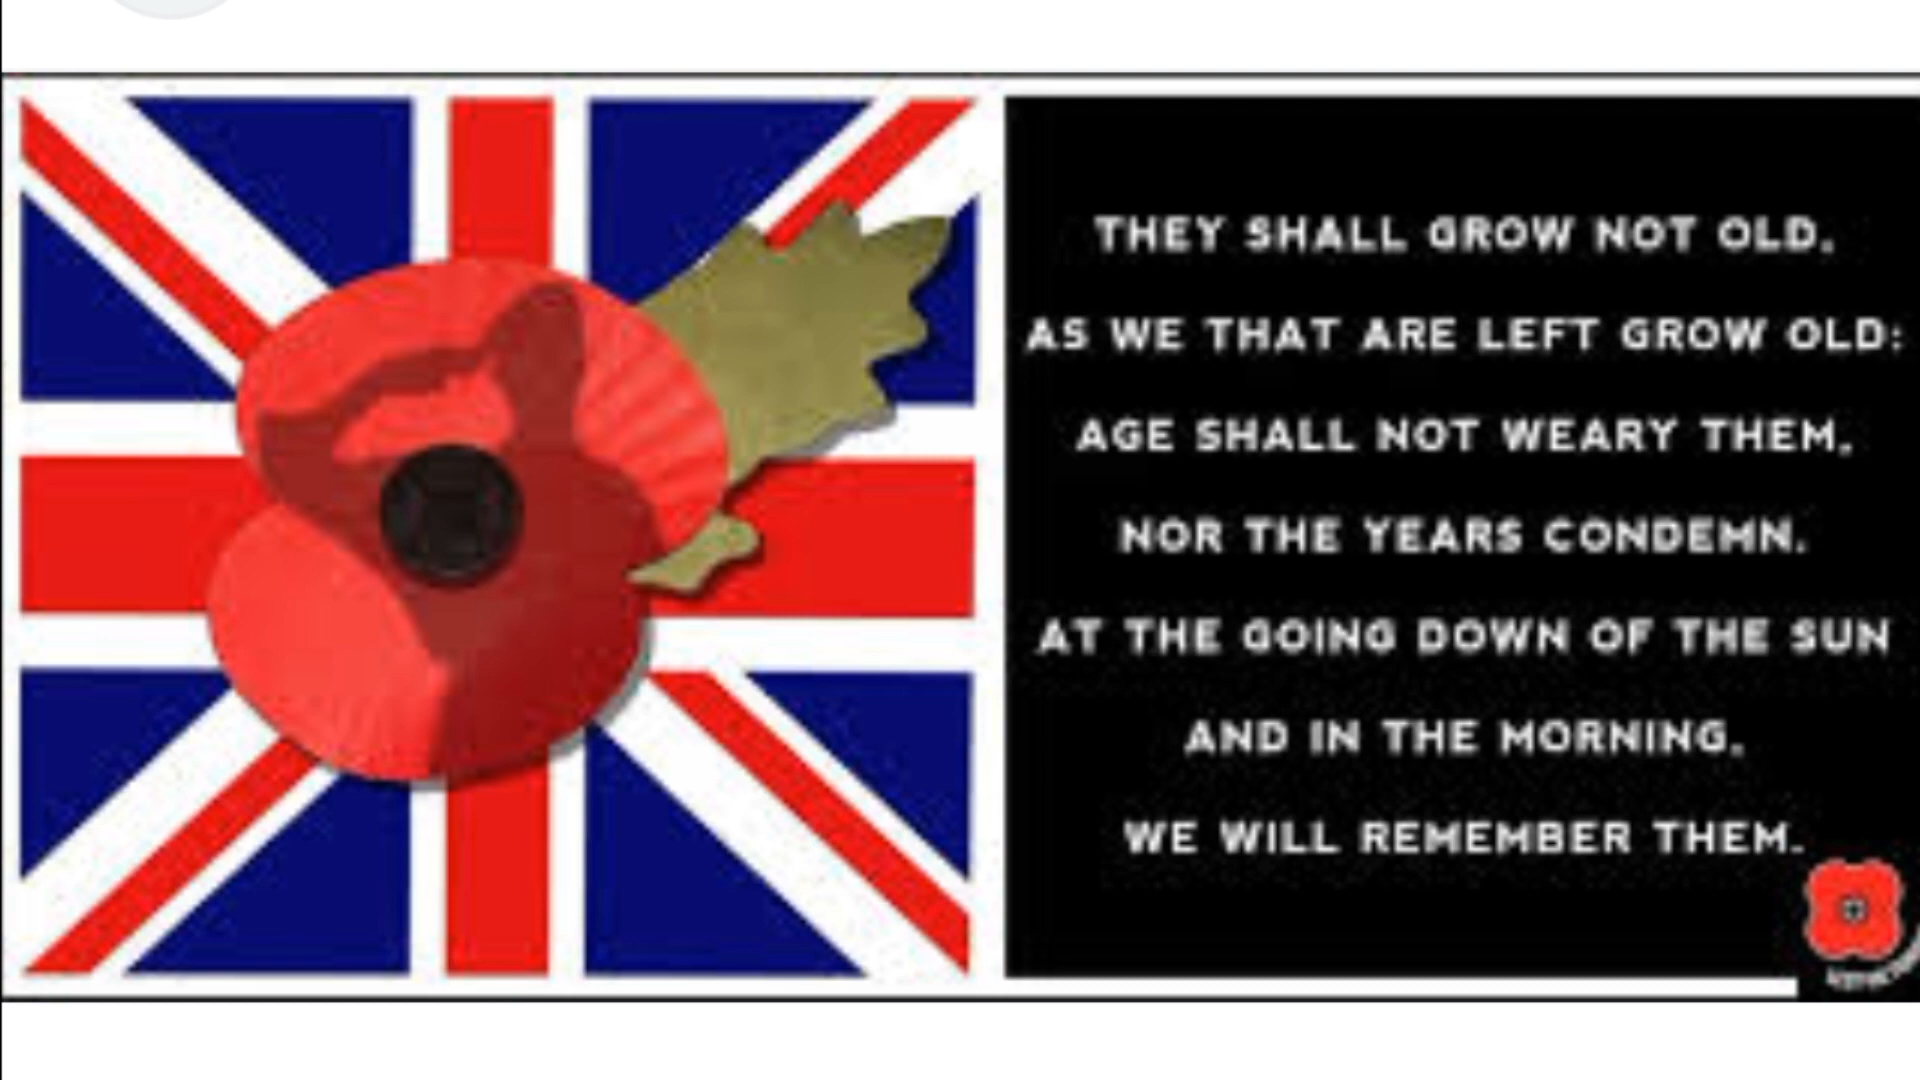 THEY SHALL GROW NOT OLD,
AS WE THAT ARE LEFT GROW OLD:
AGE SHALL NOT WEARY THEM,
NOR THE YEARS CONDEMN.
AT THE GOING DOWN OF THE SUN
AND IN THE MORNING,
WE WILL REMEMBER THEM.